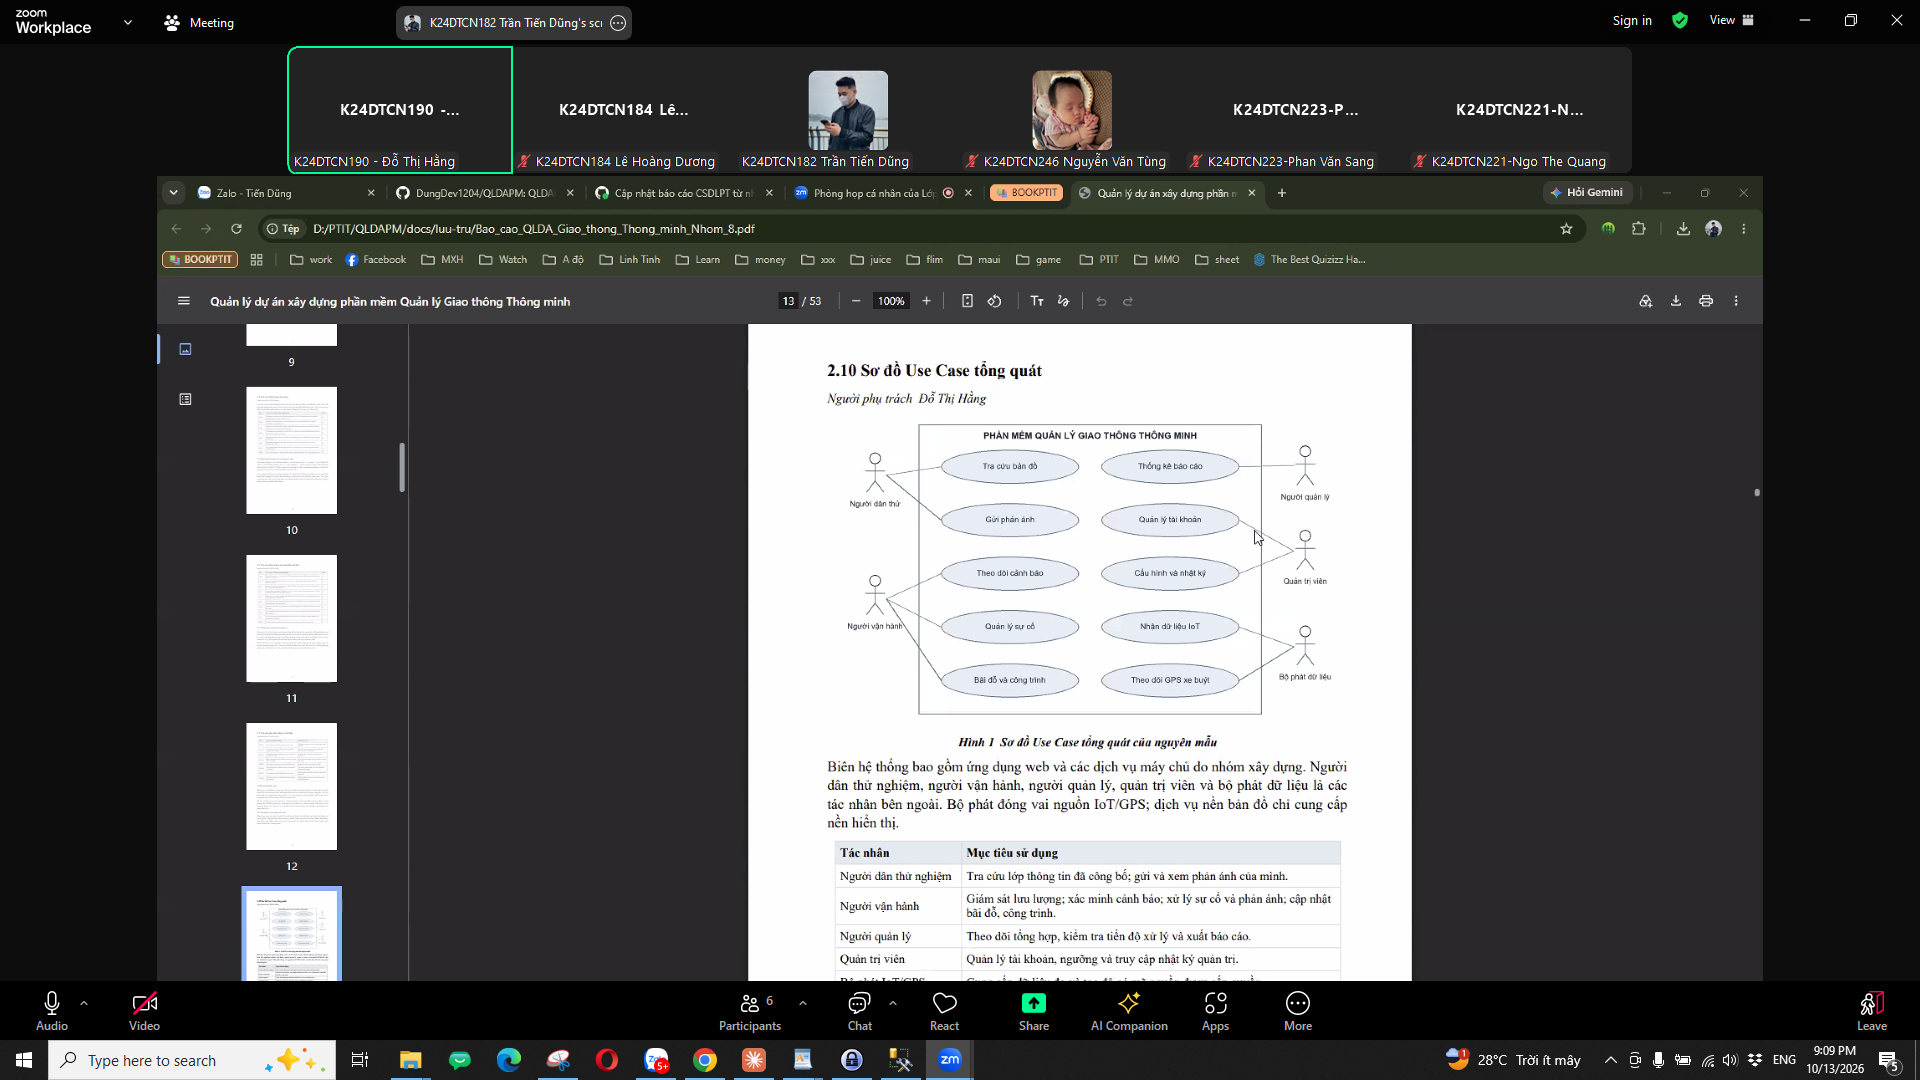 zoom
Workplace
Meeting
K24DTCN182 Trần Tiến Dũng's scr
Sign in
View
K24DTCN190 -...
K24DTCN184 Lê...
K24DTCN223-P...
K24DTCN221-N...
K24DTCN190 - Đỗ Thị Hằng
K24DTCN184 Lê Hoàng Dương
K24DTCN182 Trần Tiến Dũng
K24DTCN246 Nguyễn Văn Tùng
K24DTCN223-Phan Văn Sang
K24DTCN221-Ngo The Quang
Zalo - Tiến Dũng
DungDev1204/QLDAPM: QLDA
Cập nhật báo cáo CSDLPT từ nh
Phòng họp cá nhân của Lớp
BOOKPTIT
Quản lý dự án xây dựng phần m
Hỏi Gemini
Tệp
D:/PTIT/QLDAPM/docs/luu-tru/Bao_cao_QLDA_Giao_thong_Thong_minh_Nhom_8.pdf
BOOKPTIT
work
Facebook
MXH
Watch
A độ
Linh Tinh
Learn
money
xxx
juice
flim
maui
game
PTIT
MMO
sheet
The Best Quizizz Ha...
Quản lý dự án xây dựng phần mềm Quản lý Giao thông Thông minh
13 / 53
100%
9
10
11
12
2.10 Sơ đồ Use Case tổng quát
Người phụ trách Đỗ Thị Hằng
PHẦN MỀM QUẢN LÝ GIAO THÔNG THÔNG MINH
Tra cứu bản đồ
Thống kê báo cáo
Người dân thử
Người quản lý
Gửi phản ánh
Quản lý tài khoản
Theo dõi cảnh báo
Cấu hình và nhật ký
Quản trị viên
Người vận hành
Quản lý sự cố
Nhận dữ liệu IoT
Bãi đỗ và công trình
Theo dõi GPS xe buýt
Bộ phát dữ liệu
Hình 1 Sơ đồ Use Case tổng quát của nguyên mẫu
Biên hệ thống bao gồm ứng dụng web và các dịch vụ máy chủ do nhóm xây dựng. Người
dân thử nghiệm, người vận hành, người quản lý, quản trị viên và bộ phát dữ liệu là các
tác nhân bên ngoài. Bộ phát đóng vai nguồn IoT/GPS; dịch vụ nền bản đồ chỉ cung cấp
nền hiển thị.
Tác nhân
Mục tiêu sử dụng
Người dân thử nghiệm
Tra cứu lớp thông tin đã công bố; gửi và xem phản ánh của mình.
Người vận hành
Giám sát lưu lượng; xác minh cảnh báo; xử lý sự cố và phản ánh; cập nhật
bãi đỗ, công trình.
Người quản lý
Theo dõi tổng hợp, kiểm tra tiến độ xử lý và xuất báo cáo.
Quản trị viên
Quản lý tài khoản, ngưỡng và truy cập nhật ký quản trị.
Audio
Video
Participants
6
Chat
React
Share
AI Companion
Apps
More
Leave
Type here to search
5+
zm
1
28°C Trời ít mây
ENG
9:09 PM
10/13/2026
5